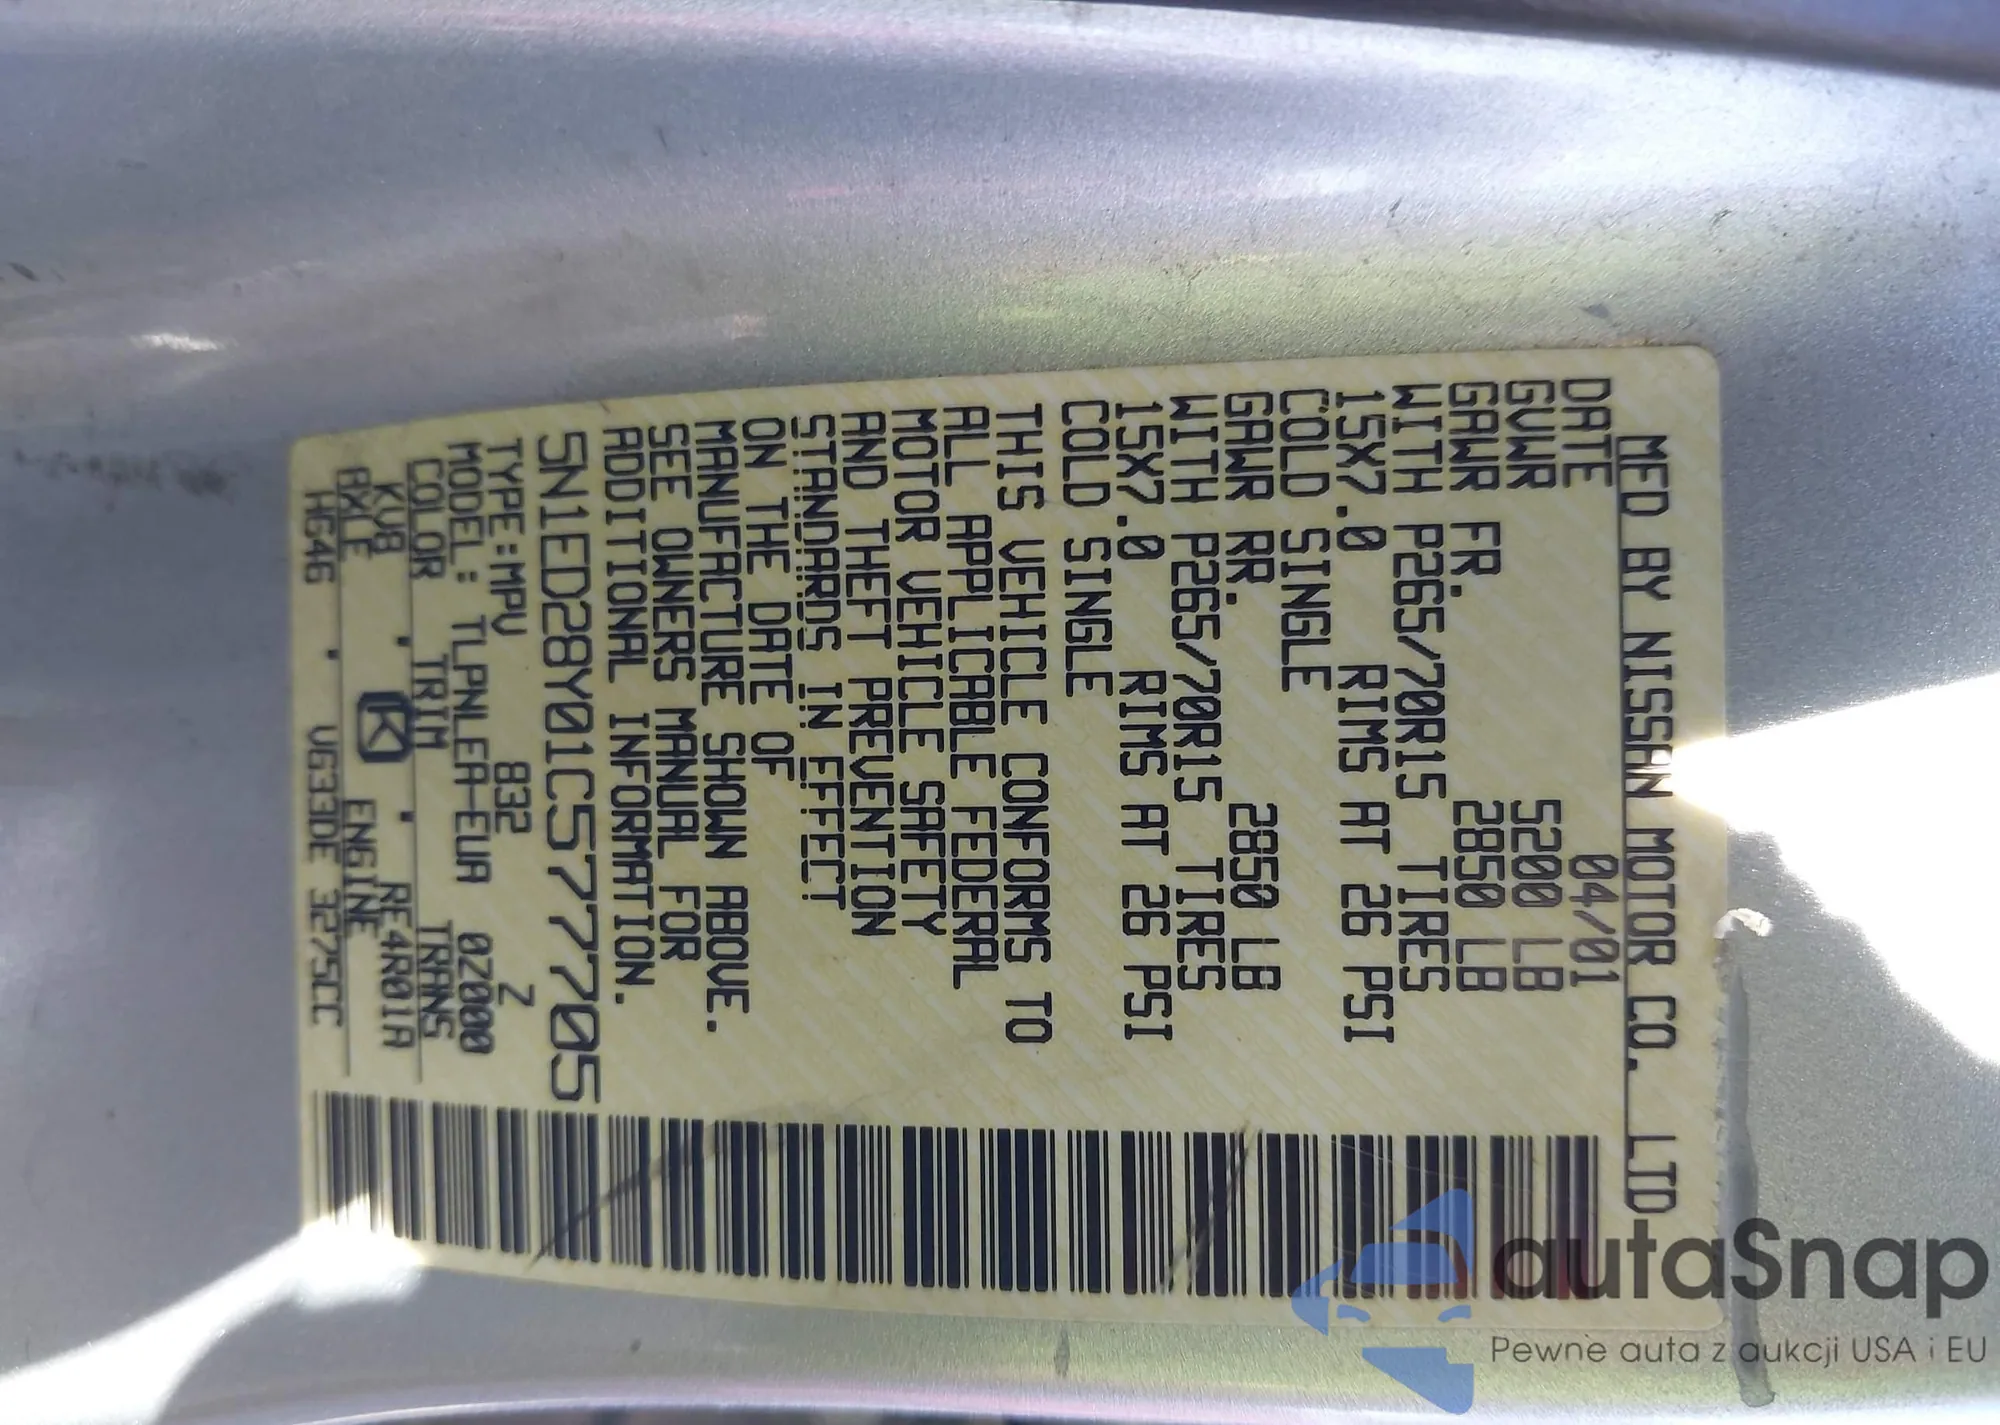 MFD BY NISSAN MOTOR CO., LTD
DATE 04/01
GVWR 5200 LB
GAWR FR. 2850 LB
WITH P265/70R15 TIRES
15X7.0 RIMS AT 26 PSI
COLD SINGLE
GAWR RR. 2850 LB
WITH P265/70R15 TIRES
15X7.0 RIMS AT 26 PSI
COLD SINGLE
THIS VEHICLE CONFORMS TO
ALL APPLICABLE FEDERAL
MOTOR VEHICLE SAFETY
AND THEFT PREVENTION
STANDARDS IN EFFECT
ON THE DATE OF
MANUFACTURE SHOWN ABOVE.
SEE OWNERS MANUAL FOR
ADDITIONAL INFORMATION.
5N1ED28Y01C577705
TYPE:MPV 832 Z
MODEL: TLPNLEA-EUA 0Z000
COLOR TRIM TRANS
KV8 K RE4R01A
AXLE ENGINE
HG46 VG33DE 3275CC
autaSnap
Pewne auta z aukcji USA i EU